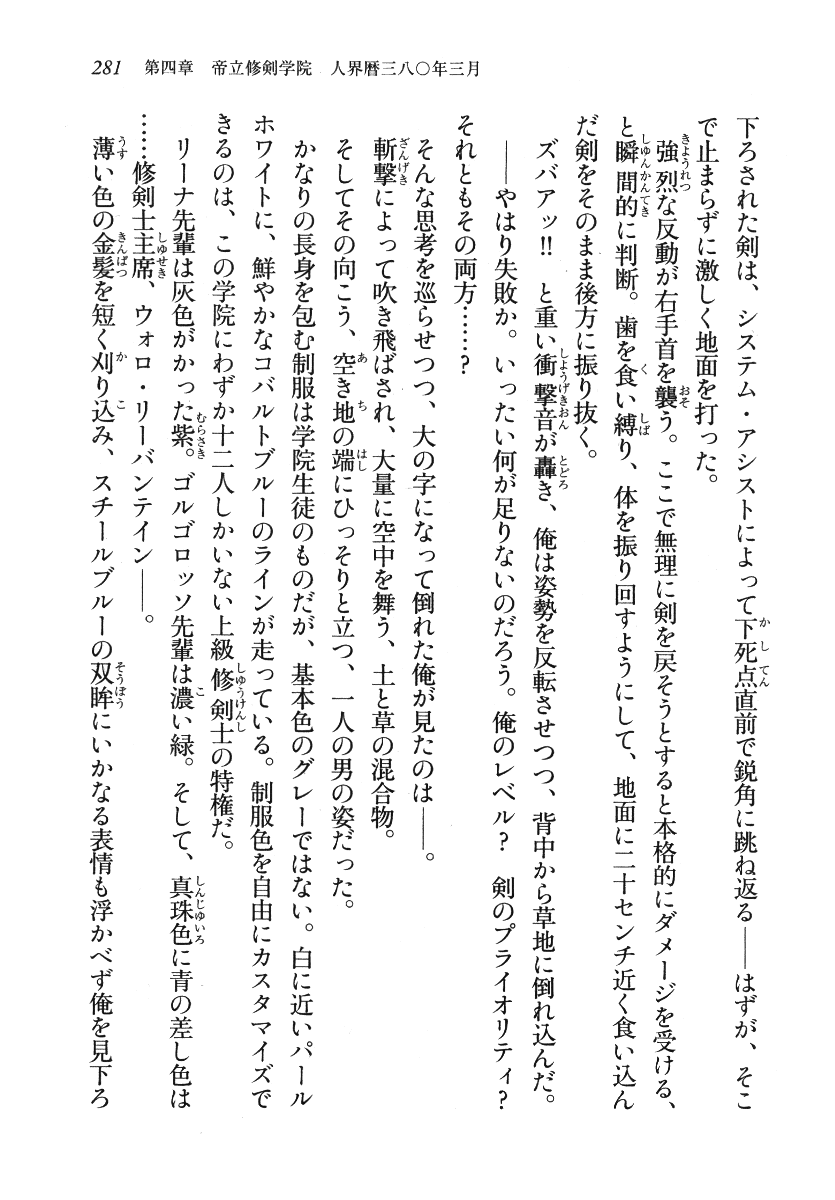 281　第四章　帝立修剣学院　人界暦三八〇年三月
下ろされた剣は、システム・アシストによって下死点直前で鋭角に跳ね返る――はずが、そこ
で止まらずに激しく地面を打った。
強烈な反動が右手首を襲う。ここで無理に剣を戻そうとすると本格的にダメージを受ける、
と瞬間的に判断。歯を食い縛り、体を振り回すようにして、地面に二十センチ近く食い込ん
だ剣をそのまま後方に振り抜く。
ズバアッ!!　と重い衝撃音が轟き、俺は姿勢を反転させつつ、背中から草地に倒れ込んだ。
――やはり失敗か。いったい何が足りないのだろう。俺のレベル？　剣のプライオリティ？
それともその両方……？
そんな思考を巡らせつつ、大の字になって倒れた俺が見たのは――。
斬撃によって吹き飛ばされ、大量に空中を舞う、土と草の混合物。
そしてその向こう、空き地の端にひっそりと立つ、一人の男の姿だった。
かなりの長身を包む制服は学院生徒のものだが、基本色のグレーではない。白に近いパール
ホワイトに、鮮やかなコバルトブルーのラインが走っている。制服色を自由にカスタマイズで
きるのは、この学院にわずか十二人しかいない上級修剣士の特権だ。
リーナ先輩は灰色がかった紫。ゴルゴロッソ先輩は濃い緑。そして、真珠色に青の差し色は
……修剣士主席、ウォロ・リーバンテイン――。
薄い色の金髪を短く刈り込み、スチールブルーの双眸にいかなる表情も浮かべず俺を見下ろ